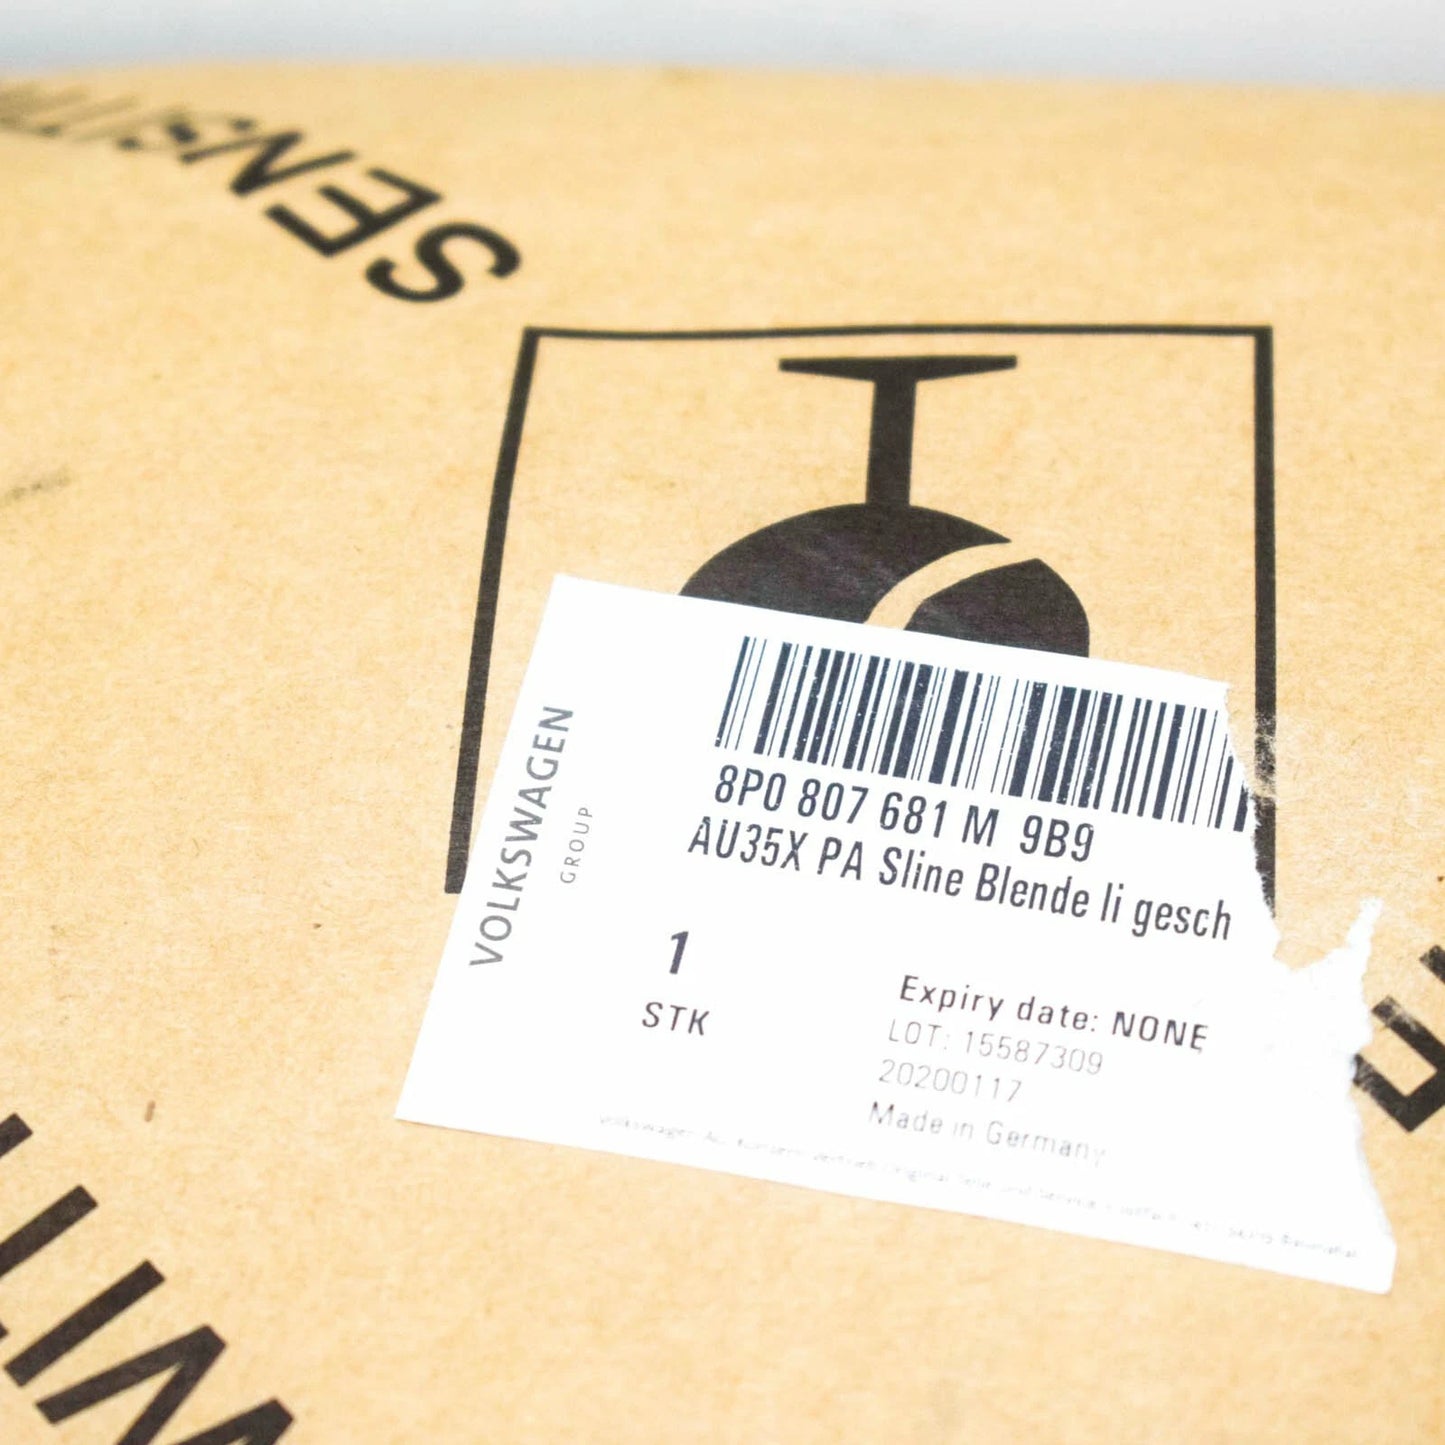 SENSITI
VOLKSWAGEN
GROUP
8P0 807 681 M 9B9
AU35X PA Sline Blende li gesch
1
STK
Expiry date: NONE
LOT: 15587309
20200117
Made in Germany